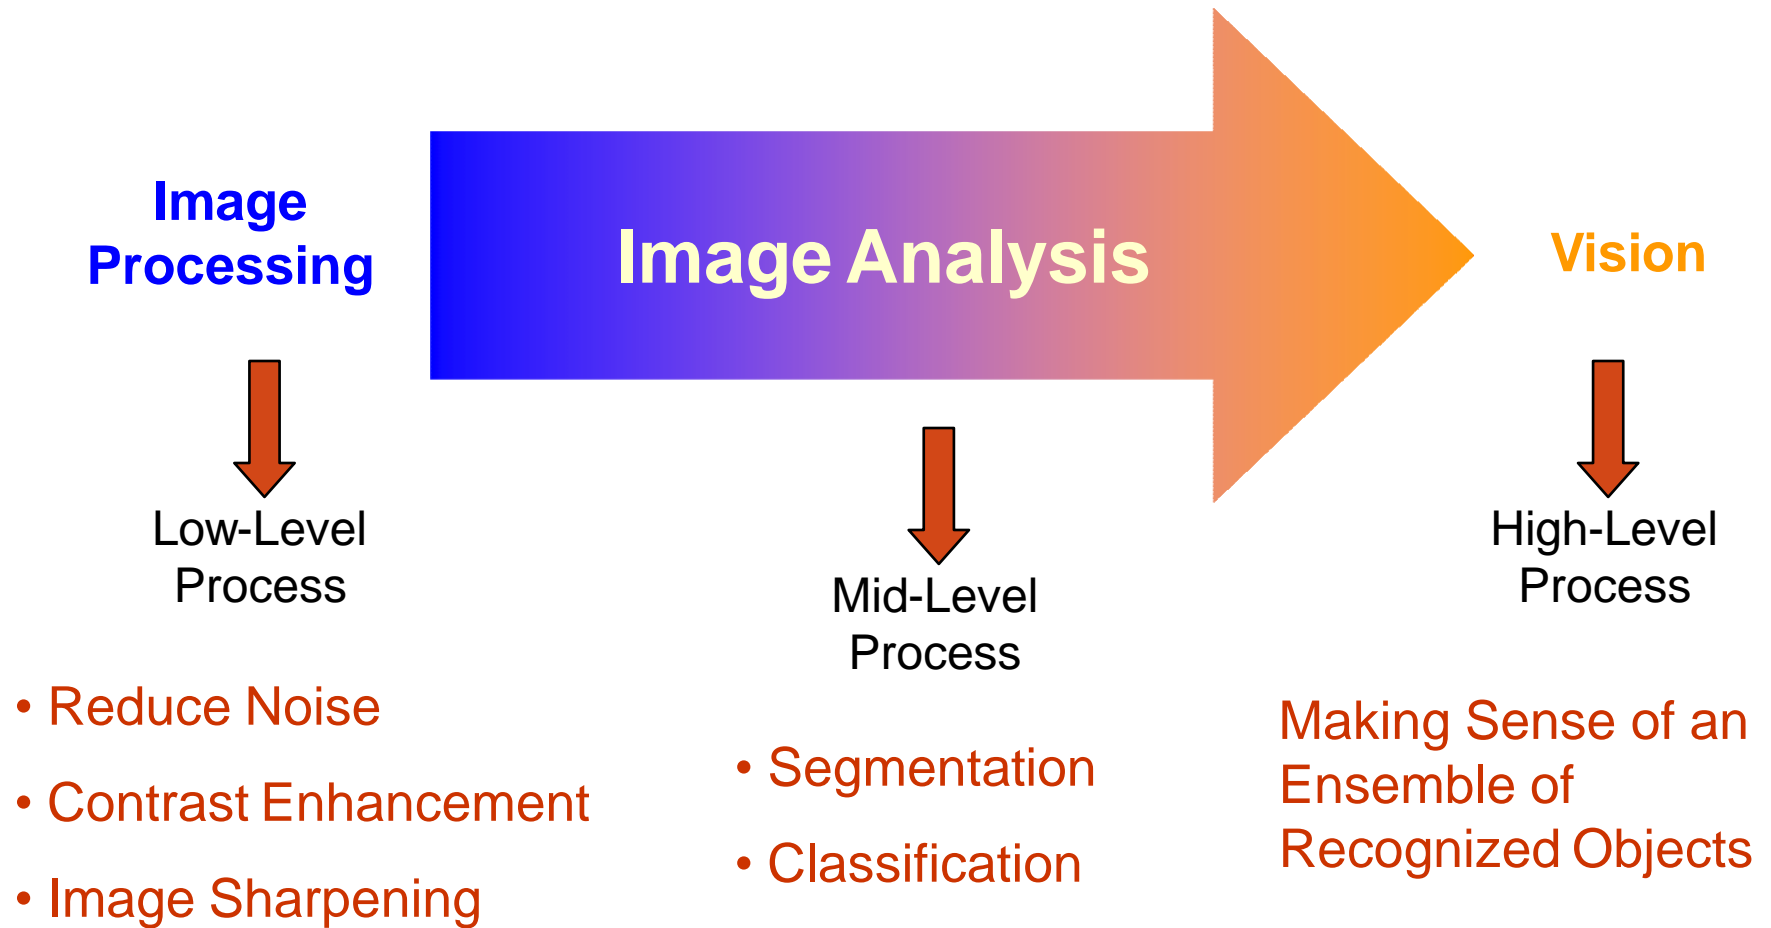 Image
Processing
Image Analysis
Vision
Low-Level
Process
Mid-Level
Process
High-Level
Process
• Reduce Noise
• Contrast Enhancement
• Image Sharpening
• Segmentation
• Classification
Making Sense of an
Ensemble of
Recognized Objects